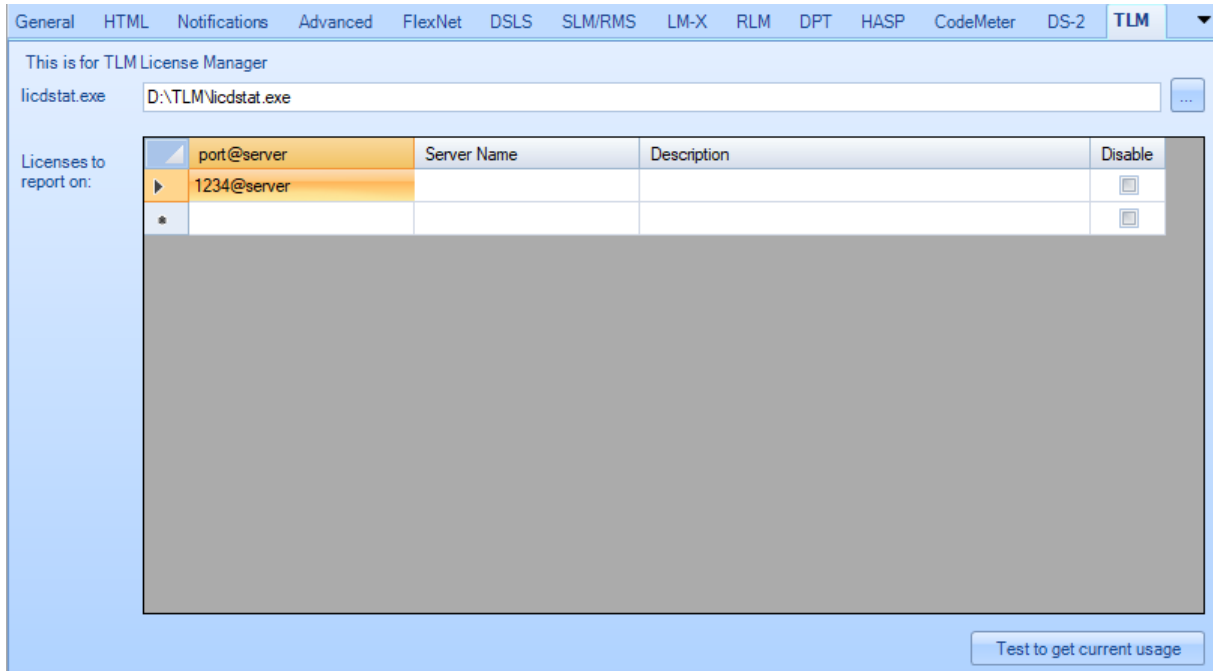 General HTML Notifications Advanced FlexNet DSLS SLM/RMS LM-X RLM DPT HASP CodeMeter DS-2 TLM
This is for TLM License Manager
licdstat.exe D:\TLM\licdstat.exe ...
port@server Server Name Description Disable
Licenses to
report on:
1234@server
Test to get current usage